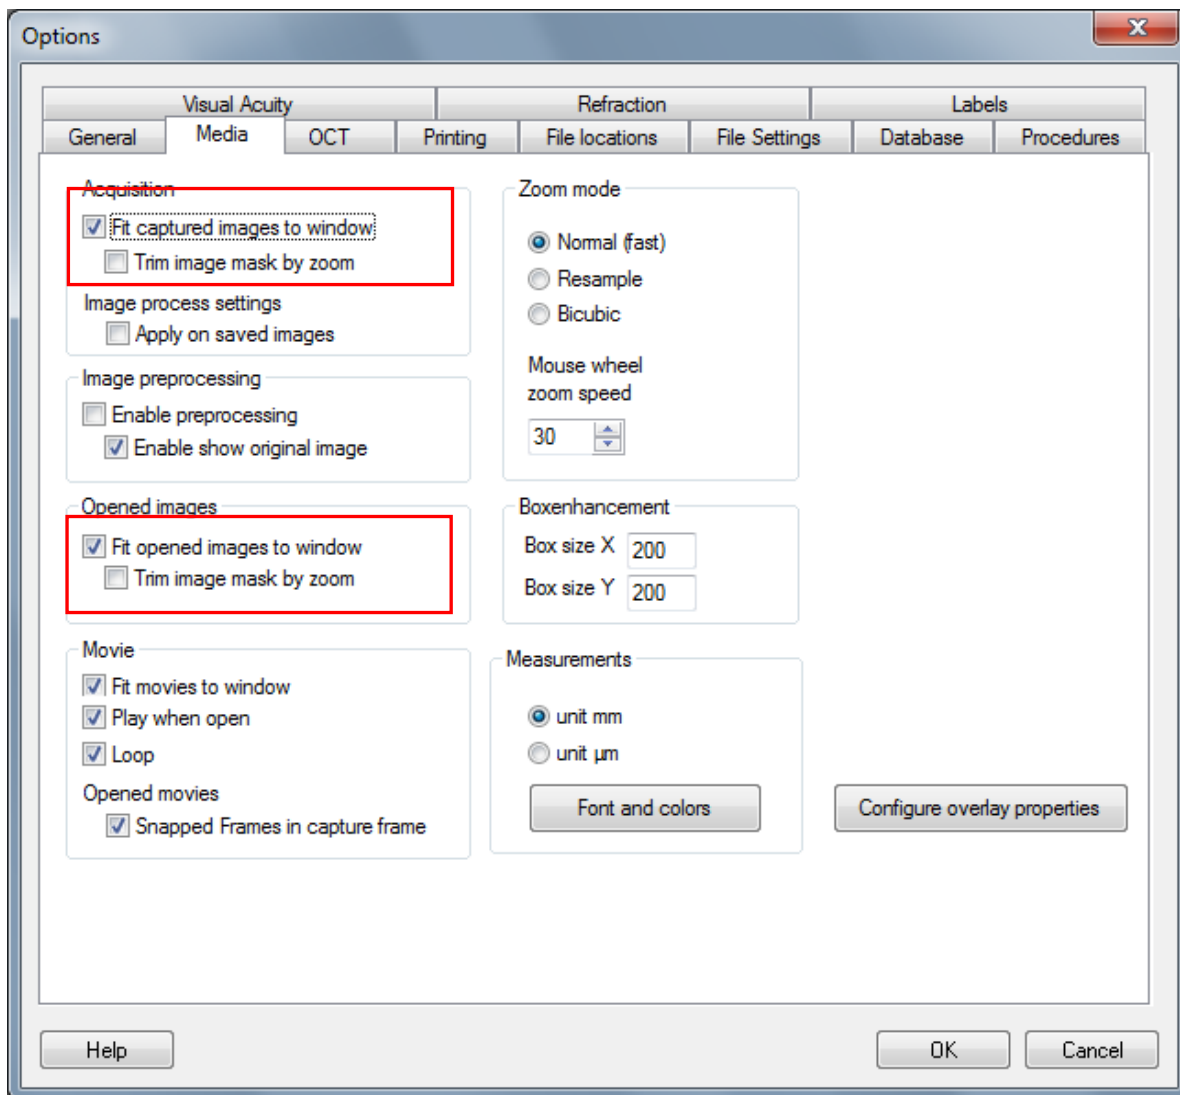 Options
Visual Acuity
Refraction
Labels
General
Media
OCT
Printing
File locations
File Settings
Database
Procedures
Acquisition
Fit captured images to window
Trim image mask by zoom
Image process settings
Apply on saved images
Image preprocessing
Enable preprocessing
Enable show original image
Opened images
Fit opened images to window
Trim image mask by zoom
Movie
Fit movies to window
Play when open
Loop
Opened movies
Snapped Frames in capture frame
Zoom mode
Normal (fast)
Resample
Bicubic
Mouse wheel
zoom speed
30
Boxenhancement
Box size X 200
Box size Y 200
Measurements
unit mm
unit µm
Font and colors
Configure overlay properties
Help
OK
Cancel